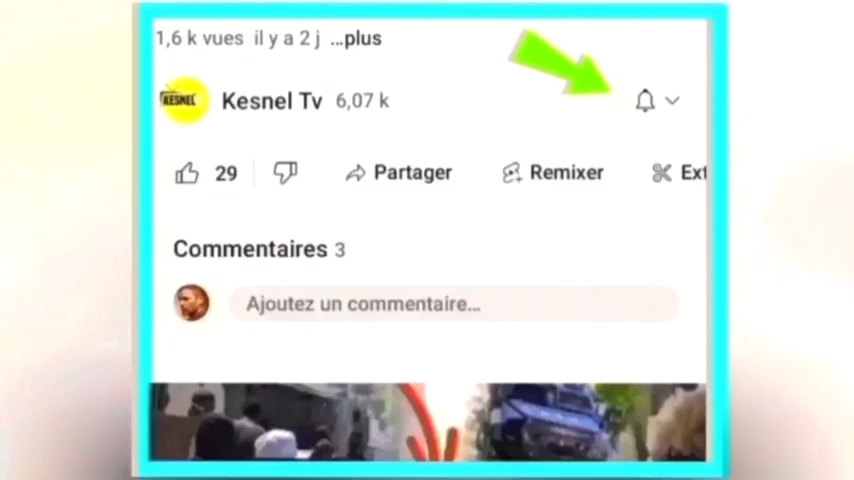 1,6 k vues il y a 2 j ...plus
KESNEL
Kesnel Tv 6,07 k
29 Partager Remixer Ext
Commentaires 3
Ajoutez un commentaire...